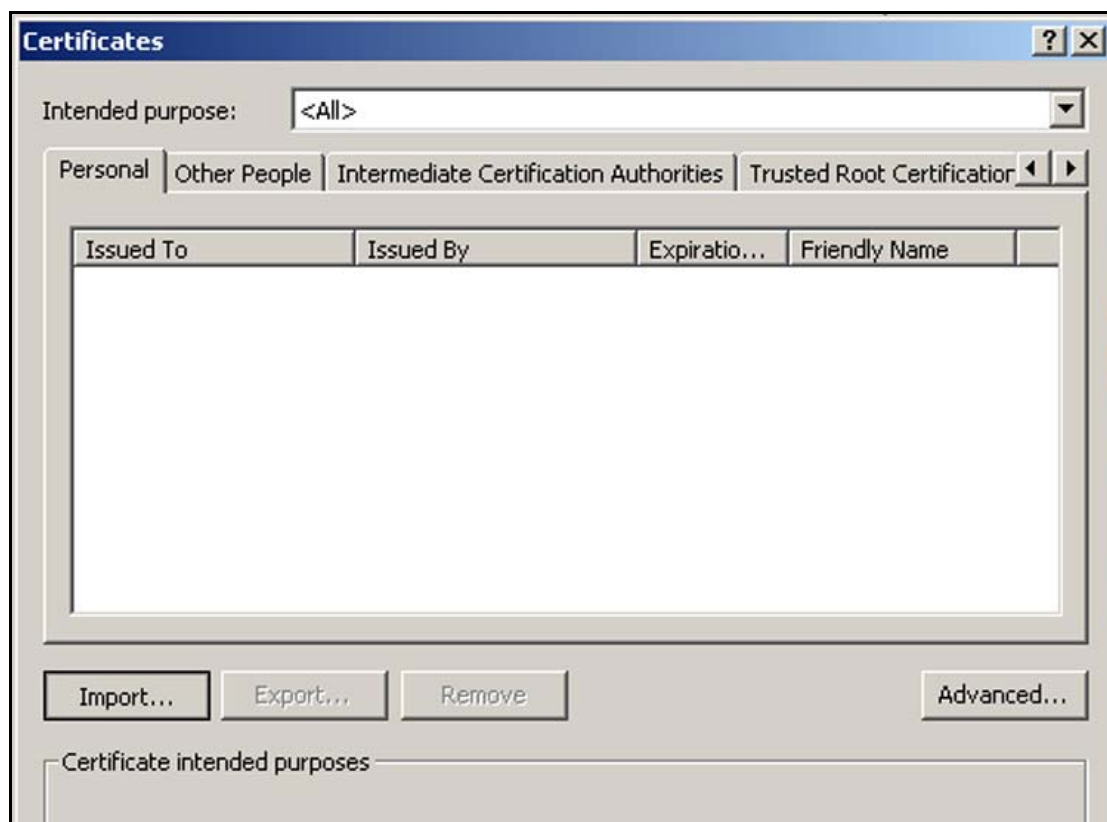 Certificates
Intended purpose: <All>
Personal Other People Intermediate Certification Authorities Trusted Root Certification
Issued To Issued By Expiratio... Friendly Name
Import... Export... Remove Advanced...
Certificate intended purposes